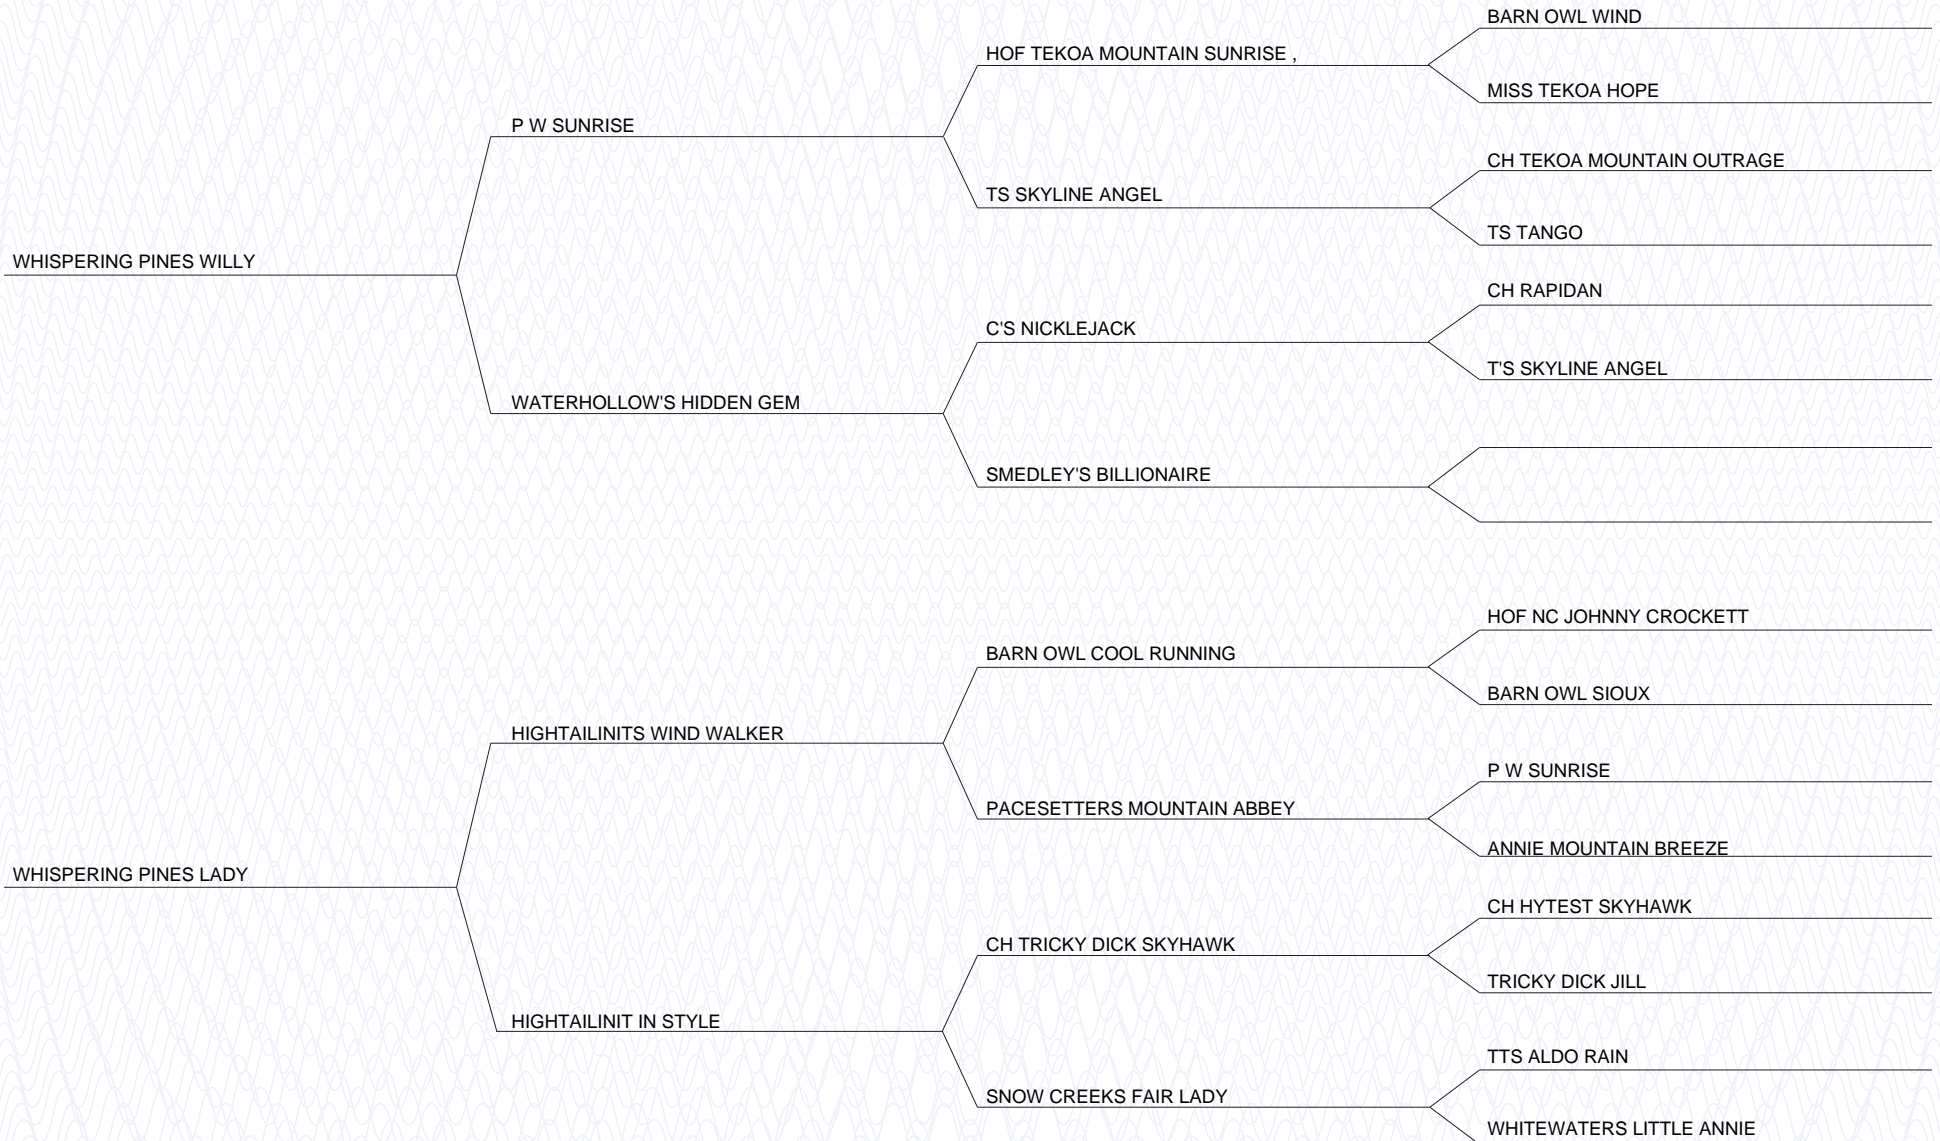 BARN OWL WIND
HOF TEKOA MOUNTAIN SUNRISE ,
MISS TEKOA HOPE
P W SUNRISE
CH TEKOA MOUNTAIN OUTRAGE
TS SKYLINE ANGEL
TS TANGO
WHISPERING PINES WILLY
CH RAPIDAN
C'S NICKLEJACK
T'S SKYLINE ANGEL
WATERHOLLOW'S HIDDEN GEM
SMEDLEY'S BILLIONAIRE
HOF NC JOHNNY CROCKETT
BARN OWL COOL RUNNING
BARN OWL SIOUX
HIGHTAILINITS WIND WALKER
P W SUNRISE
PACESETTERS MOUNTAIN ABBEY
ANNIE MOUNTAIN BREEZE
WHISPERING PINES LADY
CH HYTEST SKYHAWK
CH TRICKY DICK SKYHAWK
TRICKY DICK JILL
HIGHTAILINIT IN STYLE
TTS ALDO RAIN
SNOW CREEKS FAIR LADY
WHITEWATERS LITTLE ANNIE